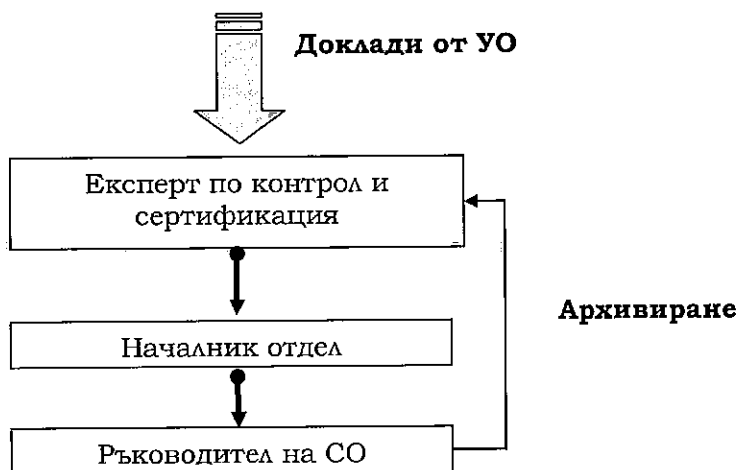 Доклади от УО
Експерт по контрол и
сертификация
Архивиране
Началник отдел
Ръководител на СО